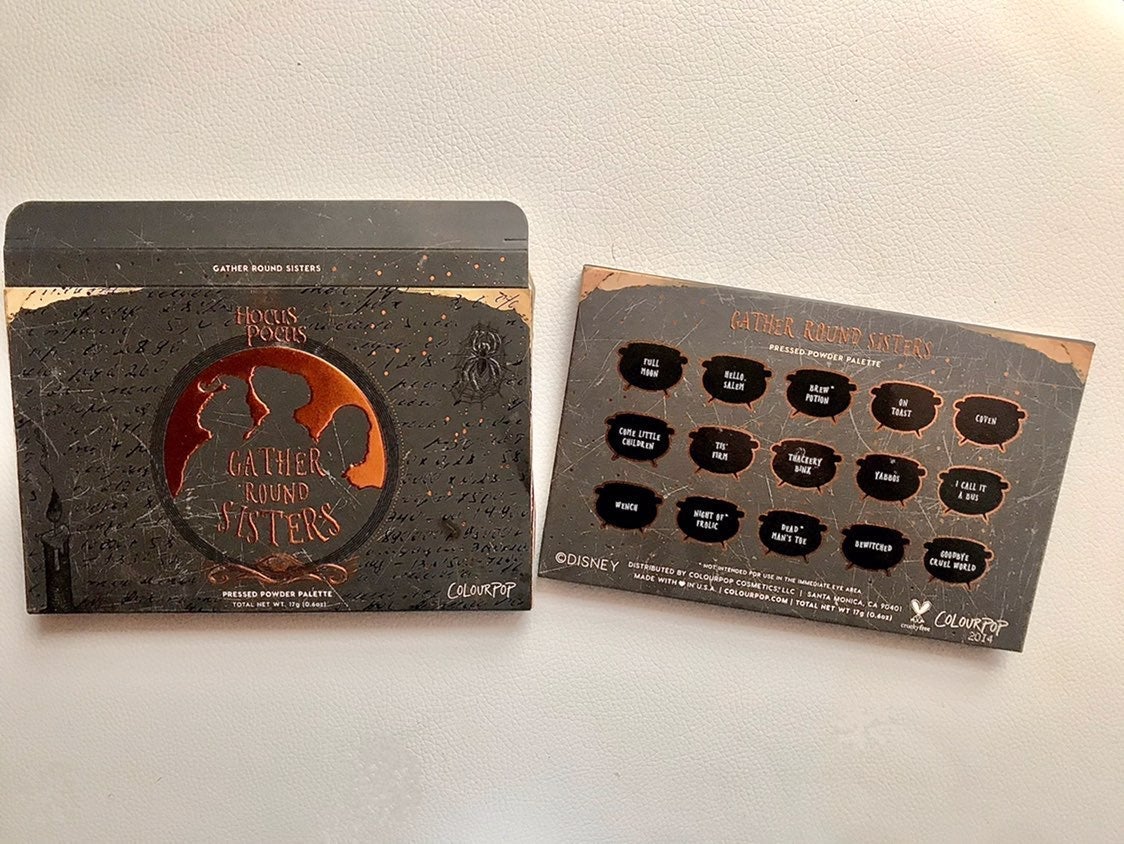 GATHER ROUND SISTERS
HOCUS
POCUS
GATHER
'ROUND
SISTERS
PRESSED POWDER PALETTE
TOTAL NET WT. 17g (0.6oz)
COLOURPOP
GATHER ROUND SISTERS
PRESSED POWDER PALETTE
FULL
MOON
HELLO,
SALEM
BREW*
POTION
ON
TOAST
COVEN
COME LITTLE
CHILDREN
TIS'
FIRM
THACKERY
BINX
YABBOS
I CALL IT
A BUS
WENCH
NIGHT OF*
FROLIC
DEAD*
MAN'S TOE
BEWITCHED
GOODBYE
CRUEL WORLD
©DISNEY
* NOT INTENDED FOR USE IN THE IMMEDIATE EYE AREA
DISTRIBUTED BY COLOURPOP COSMETICS, LLC | SANTA MONICA, CA 90401
MADE WITH ♥ IN U.S.A. | COLOURPOP.COM | TOTAL NET WT 17g (0.6oz)
crueltyfree
COLOURPOP
2014